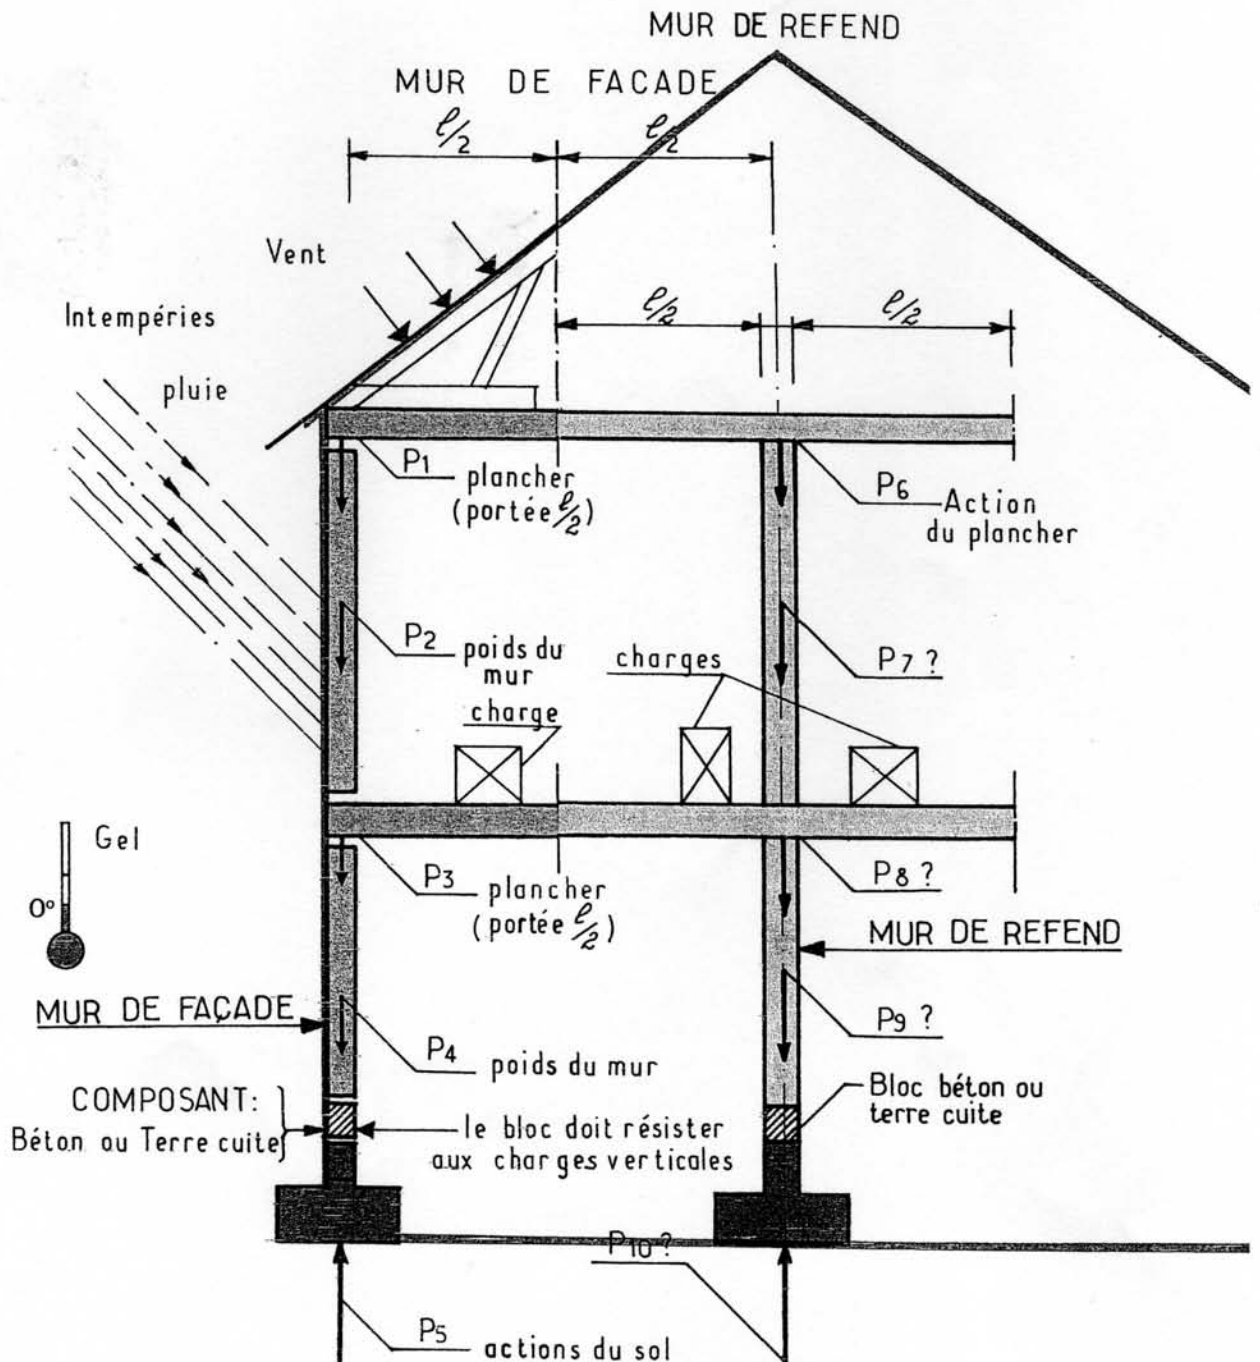 MUR DE REFEND
MUR DE FACADE
ℓ/2
ℓ/2
Vent
Intempéries
pluie
ℓ/2
ℓ/2
P1 plancher
(portée ℓ/2)
P6 Action
du plancher
P2 poids du
mur
charges
P7 ?
charge
Gel
0°
P3 plancher
(portée ℓ/2)
P8 ?
MUR DE REFEND
MUR DE FAÇADE
P9 ?
P4 poids du mur
COMPOSANT:
Béton ou Terre cuite
le bloc doit résister
aux charges verticales
Bloc béton ou
terre cuite
P10 ?
P5 actions du sol